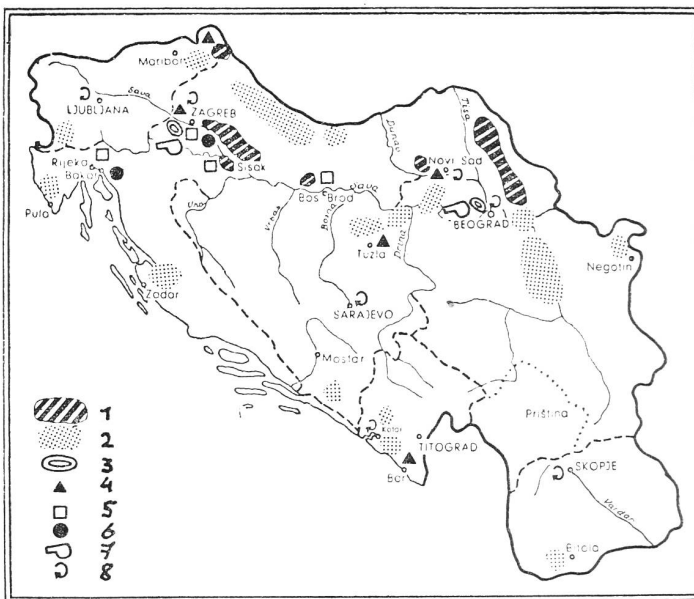 Maribor
Sava
LJUBLJANA
ZAGREB
Rijeka
Bakar
Sisak
Pula
Una
Vrbas
Bosna
Bos Brod
Sava
Dunav
Tisa
Novi Sad
BEOGRAD
Tuzla
Drina
Negotin
Zadar
SARAJEVO
Mostar
Priština
Kotor
TITOGRAD
Bar
SKOPJE
Vardar
Bitola
1
2
3
4
5
6
7
8